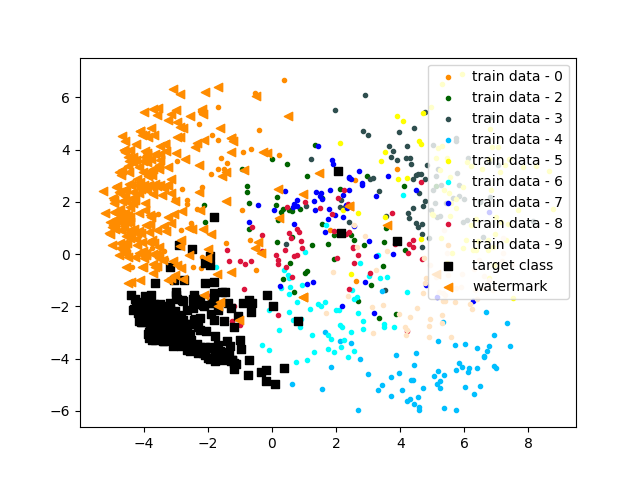 train data - 0
train data - 2
train data - 3
train data - 4
train data - 5
train data - 6
train data - 7
train data - 8
train data - 9
target class
watermark
6
4
2
0
−2
−4
−6
−4
−2
0
2
4
6
8